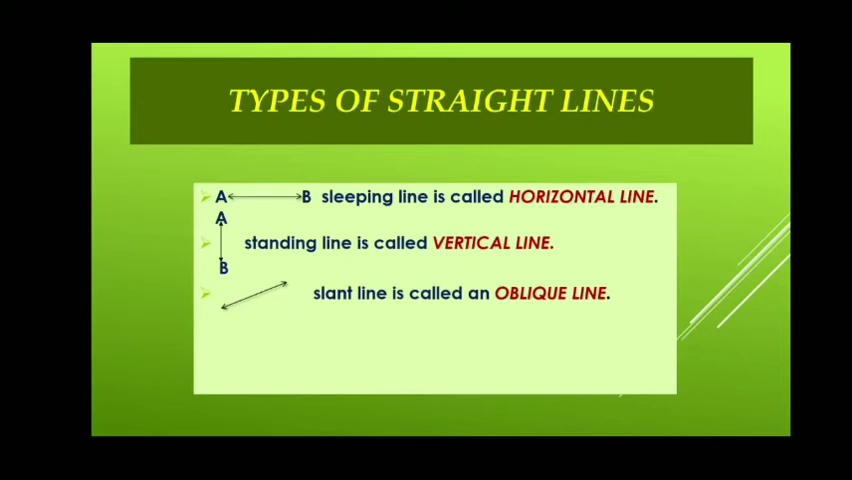 TYPES OF STRAIGHT LINES
A B sleeping line is called HORIZONTAL LINE.
A
standing line is called VERTICAL LINE.
B
slant line is called an OBLIQUE LINE.